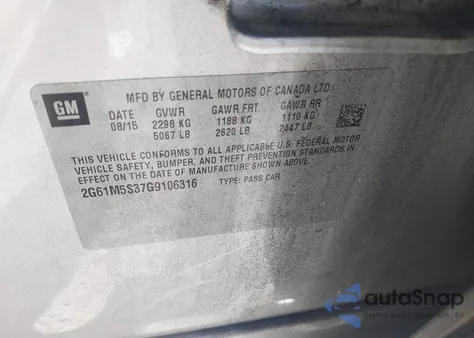 GM
MFD BY GENERAL MOTORS OF CANADA LTD.
DATE GVWR GAWR FRT GAWR RR
08/15 2298 KG 1188 KG 1110 KG
5067 LB 2620 LB 2447 LB
THIS VEHICLE CONFORMS TO ALL APPLICABLE U.S. FEDERAL MOTOR
VEHICLE SAFETY, BUMPER, AND THEFT PREVENTION STANDARDS IN
EFFECT ON THE DATE OF MANUFACTURE SHOWN ABOVE.
2G61M5S37G9106316 TYPE: PASS CAR
autaSnap